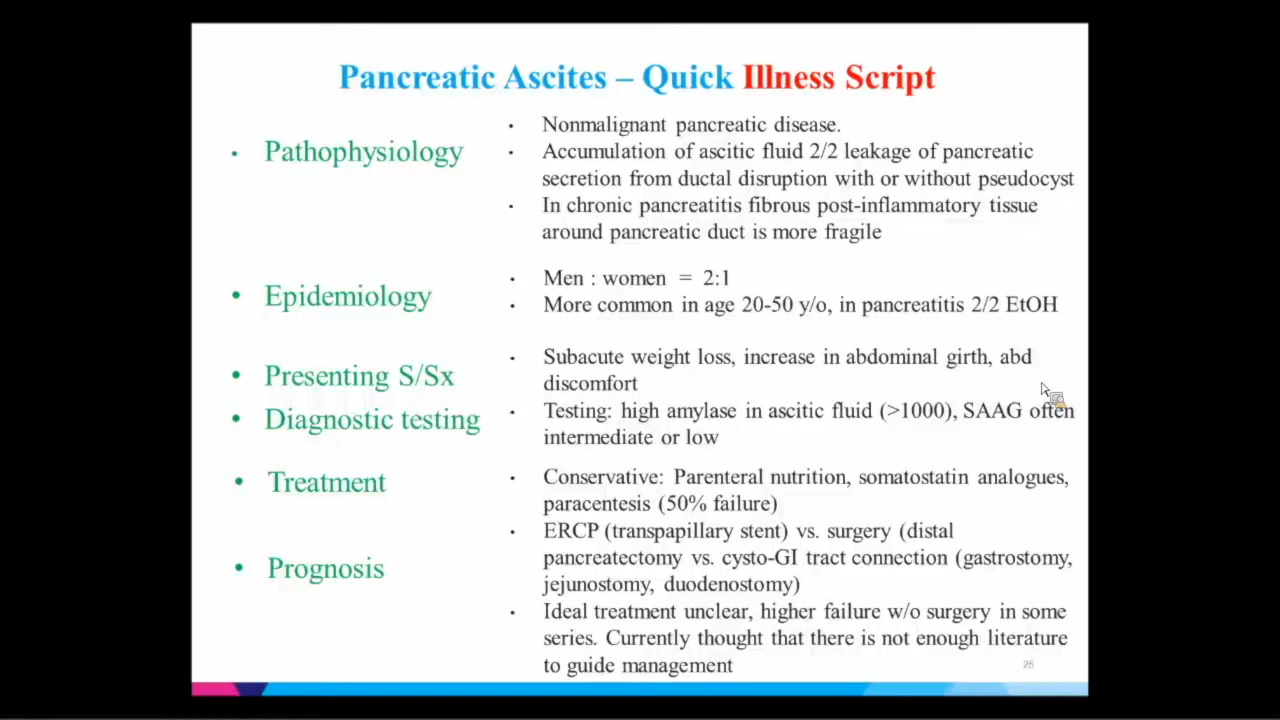 Pancreatic Ascites – Quick Illness Script
• Pathophysiology
• Nonmalignant pancreatic disease.
• Accumulation of ascitic fluid 2/2 leakage of pancreatic
secretion from ductal disruption with or without pseudocyst
• In chronic pancreatitis fibrous post-inflammatory tissue
around pancreatic duct is more fragile
• Epidemiology
• Men : women = 2:1
• More common in age 20-50 y/o, in pancreatitis 2/2 EtOH
• Presenting S/Sx
• Subacute weight loss, increase in abdominal girth, abd
discomfort
• Diagnostic testing
• Testing: high amylase in ascitic fluid (>1000), SAAG often
intermediate or low
• Treatment
• Conservative: Parenteral nutrition, somatostatin analogues,
paracentesis (50% failure)
• ERCP (transpapillary stent) vs. surgery (distal
pancreatectomy vs. cysto-GI tract connection (gastrostomy,
jejunostomy, duodenostomy)
• Prognosis
• Ideal treatment unclear, higher failure w/o surgery in some
series. Currently thought that there is not enough literature
to guide management
25